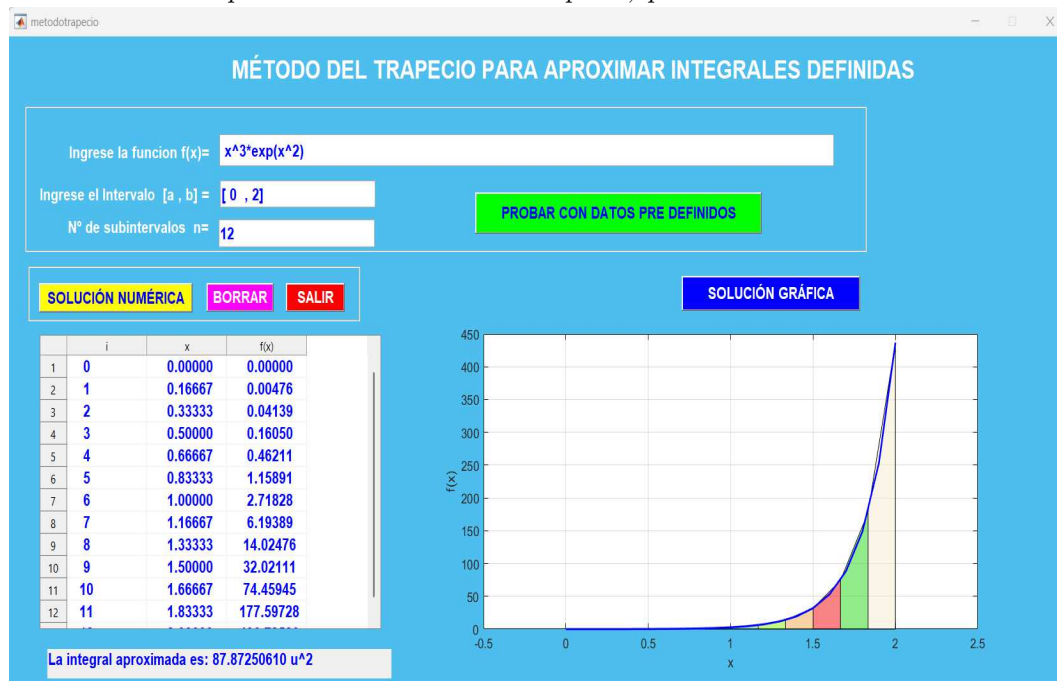 metodotrapecio
MÉTODO DEL TRAPECIO PARA APROXIMAR INTEGRALES DEFINIDAS
Ingrese la funcion f(x)= x^3*exp(x^2)
Ingrese el Intervalo [a , b] = [ 0 , 2]
PROBAR CON DATOS PRE DEFINIDOS
Nº de subintervalos n= 12
SOLUCIÓN NUMÉRICA BORRAR SALIR
SOLUCIÓN GRÁFICA
i x f(x)
1 0 0.00000 0.00000
2 1 0.16667 0.00476
3 2 0.33333 0.04139
4 3 0.50000 0.16050
5 4 0.66667 0.46211
6 5 0.83333 1.15891
7 6 1.00000 2.71828
8 7 1.16667 6.19389
9 8 1.33333 14.02476
10 9 1.50000 32.02111
11 10 1.66667 74.45945
12 11 1.83333 177.59728
La integral aproximada es: 87.87250610 u^2
450
400
350
300
250
200
150
100
50
0
f(x)
-0.5 0 0.5 1 1.5 2 2.5
x